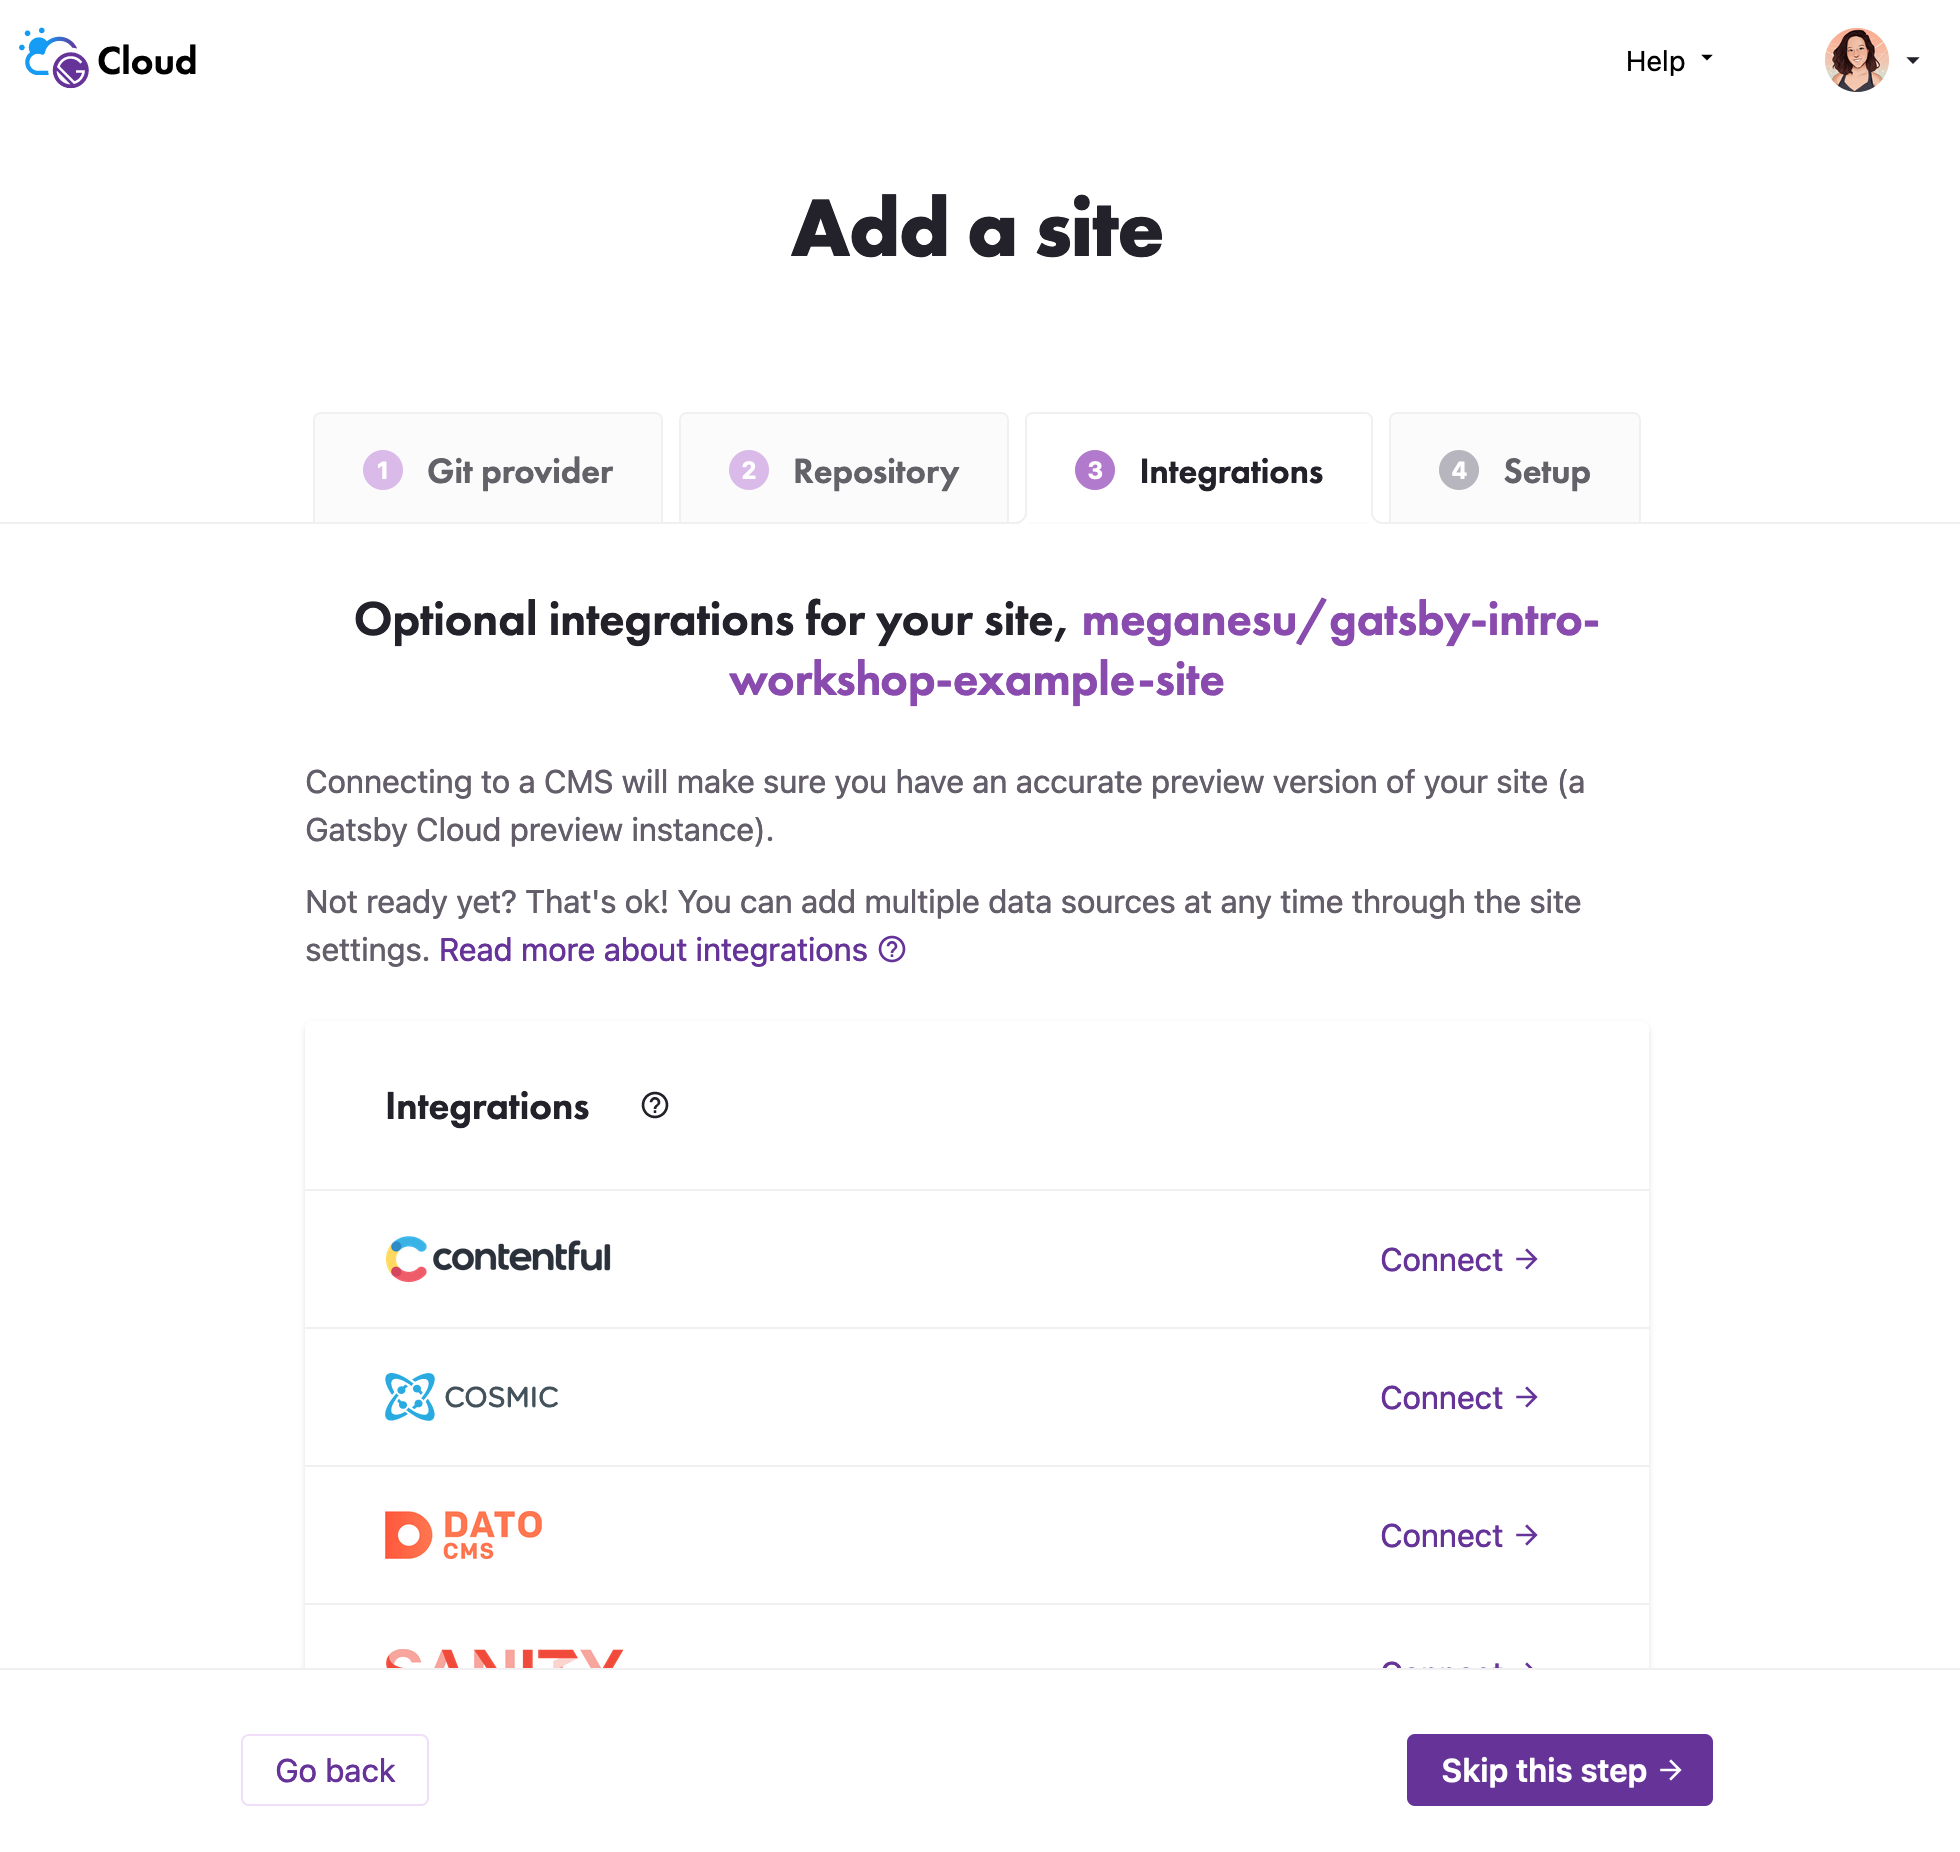 Cloud
Help
Add a site
1 Git provider
2 Repository
3 Integrations
4 Setup
Optional integrations for your site, meganesu/gatsby-intro-
workshop-example-site
Connecting to a CMS will make sure you have an accurate preview version of your site (a
Gatsby Cloud preview instance).
Not ready yet? That's ok! You can add multiple data sources at any time through the site
settings. Read more about integrations ?
Integrations ?
contentful Connect →
COSMIC Connect →
DATO
CMS
Connect →
SANITY Connect →
Go back
Skip this step →